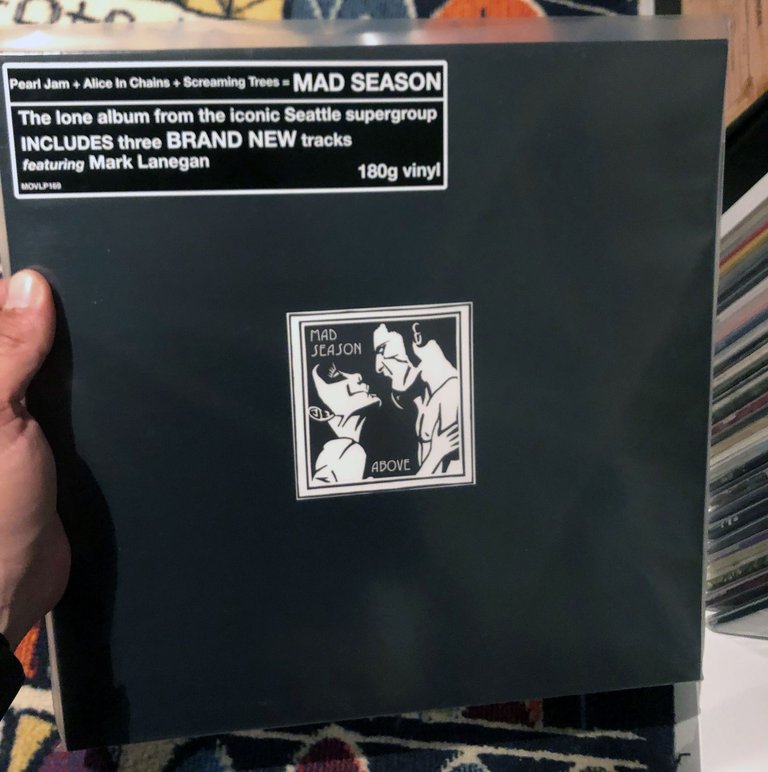 Pearl Jam + Alice In Chains + Screaming Trees = MAD SEASON
The lone album from the iconic Seattle supergroup
INCLUDES three BRAND NEW tracks
featuring Mark Lanegan
180g vinyl
MOVLP169
MAD
SEASON
ABOVE